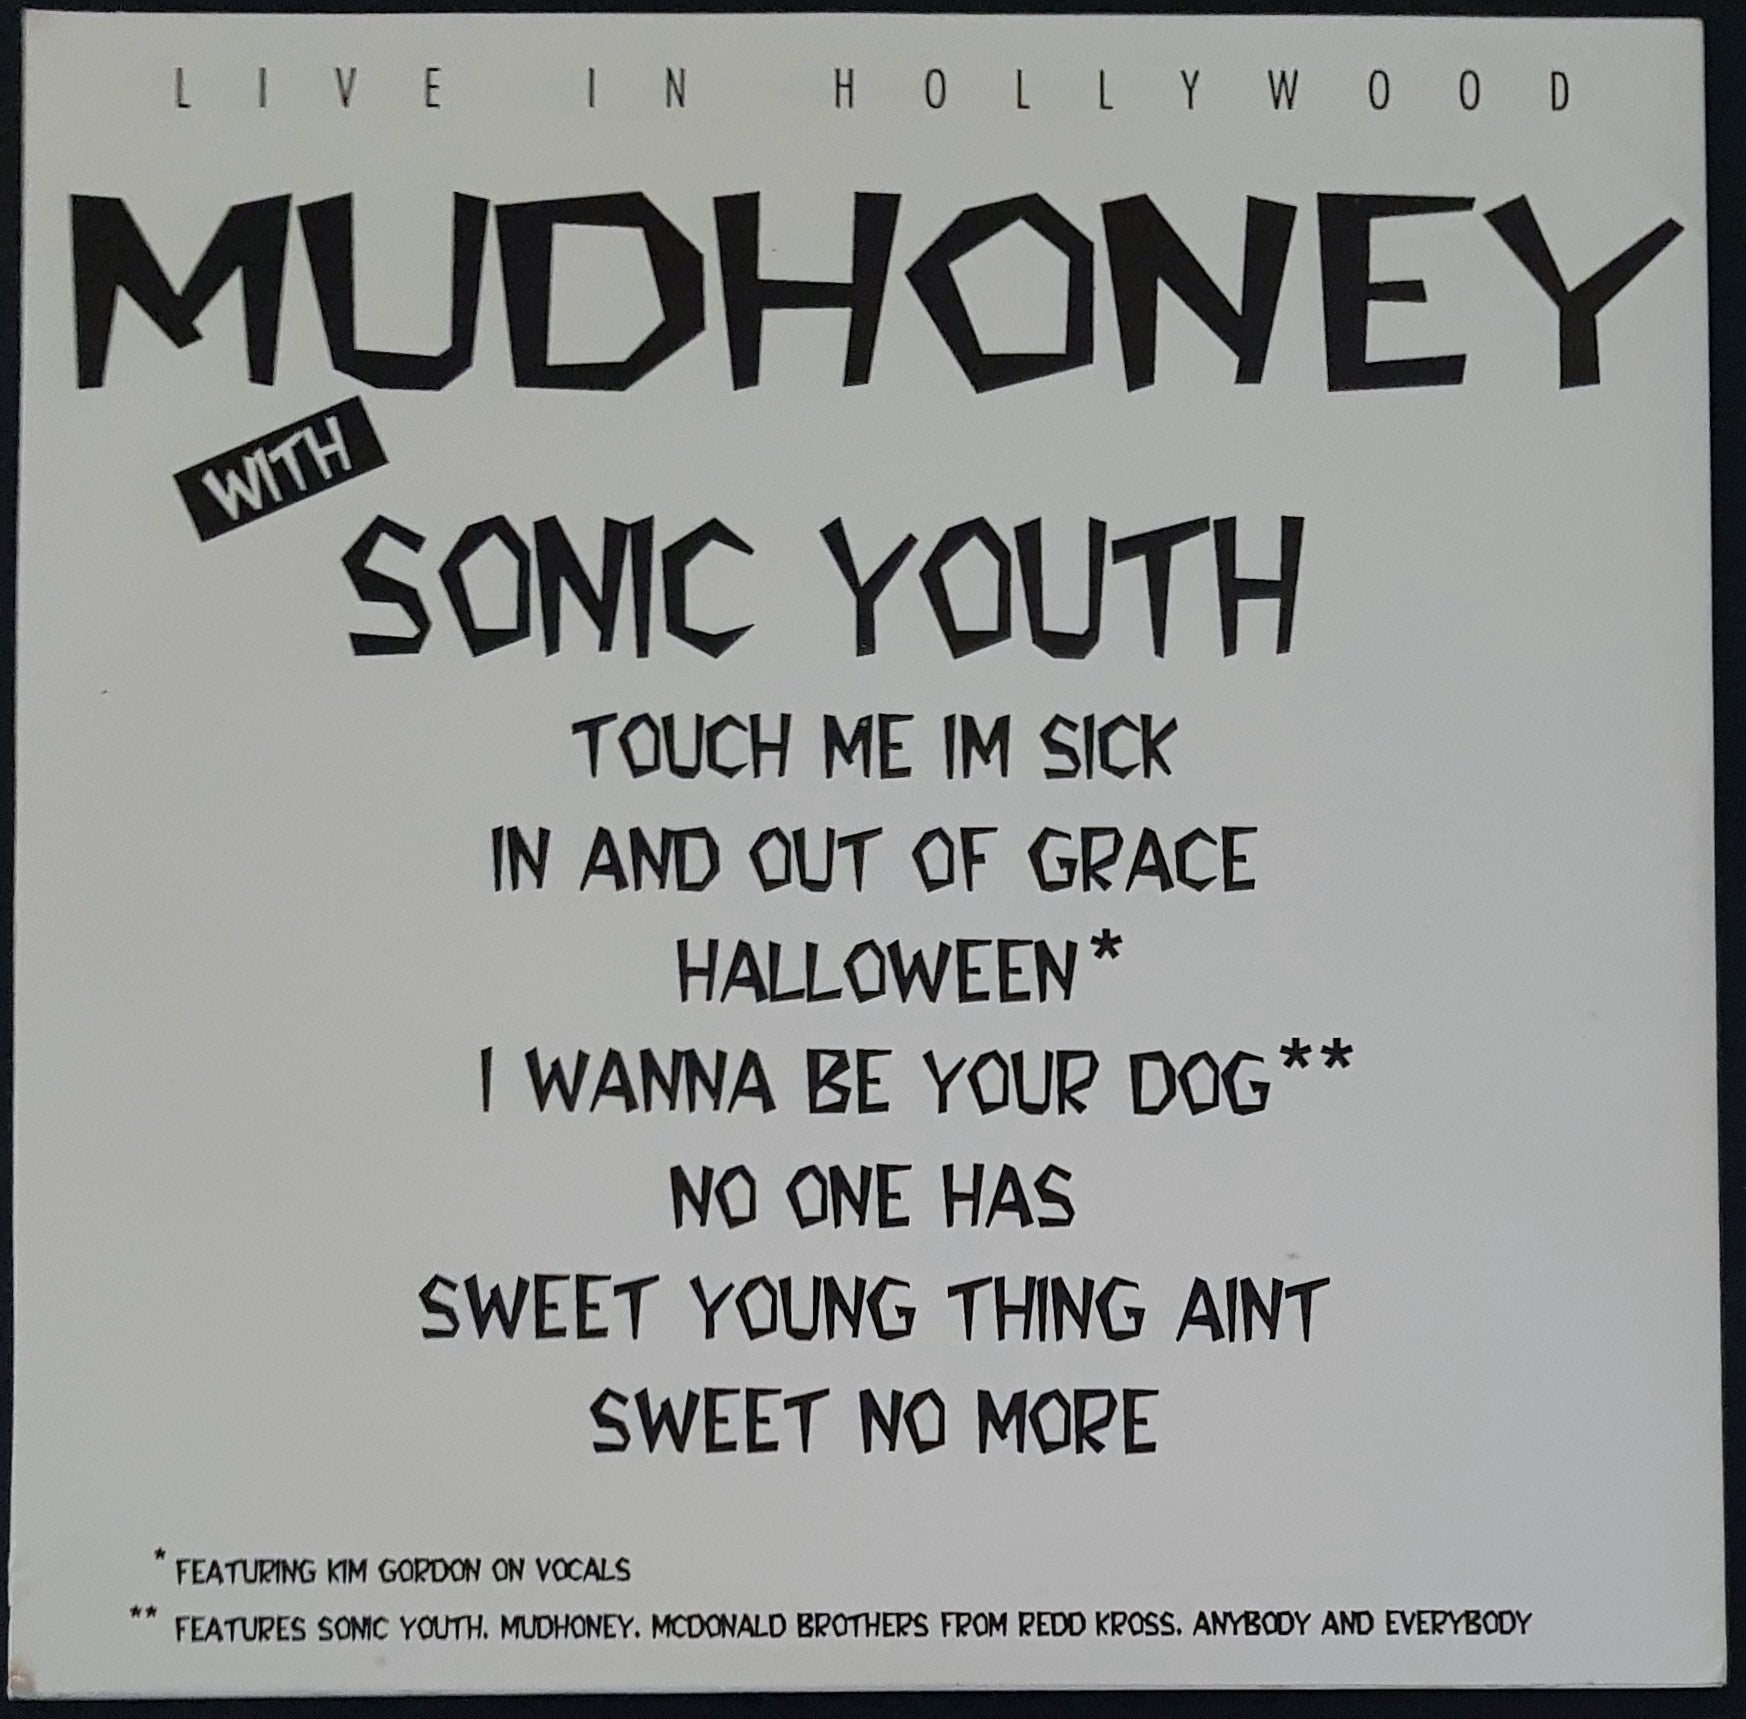 LIVE IN HOLLYWOOD
MUDHONEY
WITH
SONIC YOUTH
TOUCH ME IM SICK
IN AND OUT OF GRACE
HALLOWEEN*
I WANNA BE YOUR DOG**
NO ONE HAS
SWEET YOUNG THING AINT
SWEET NO MORE
* FEATURING KIM GORDON ON VOCALS
** FEATURES SONIC YOUTH. MUDHONEY. MCDONALD BROTHERS FROM REDD KROSS. ANYBODY AND EVERYBODY